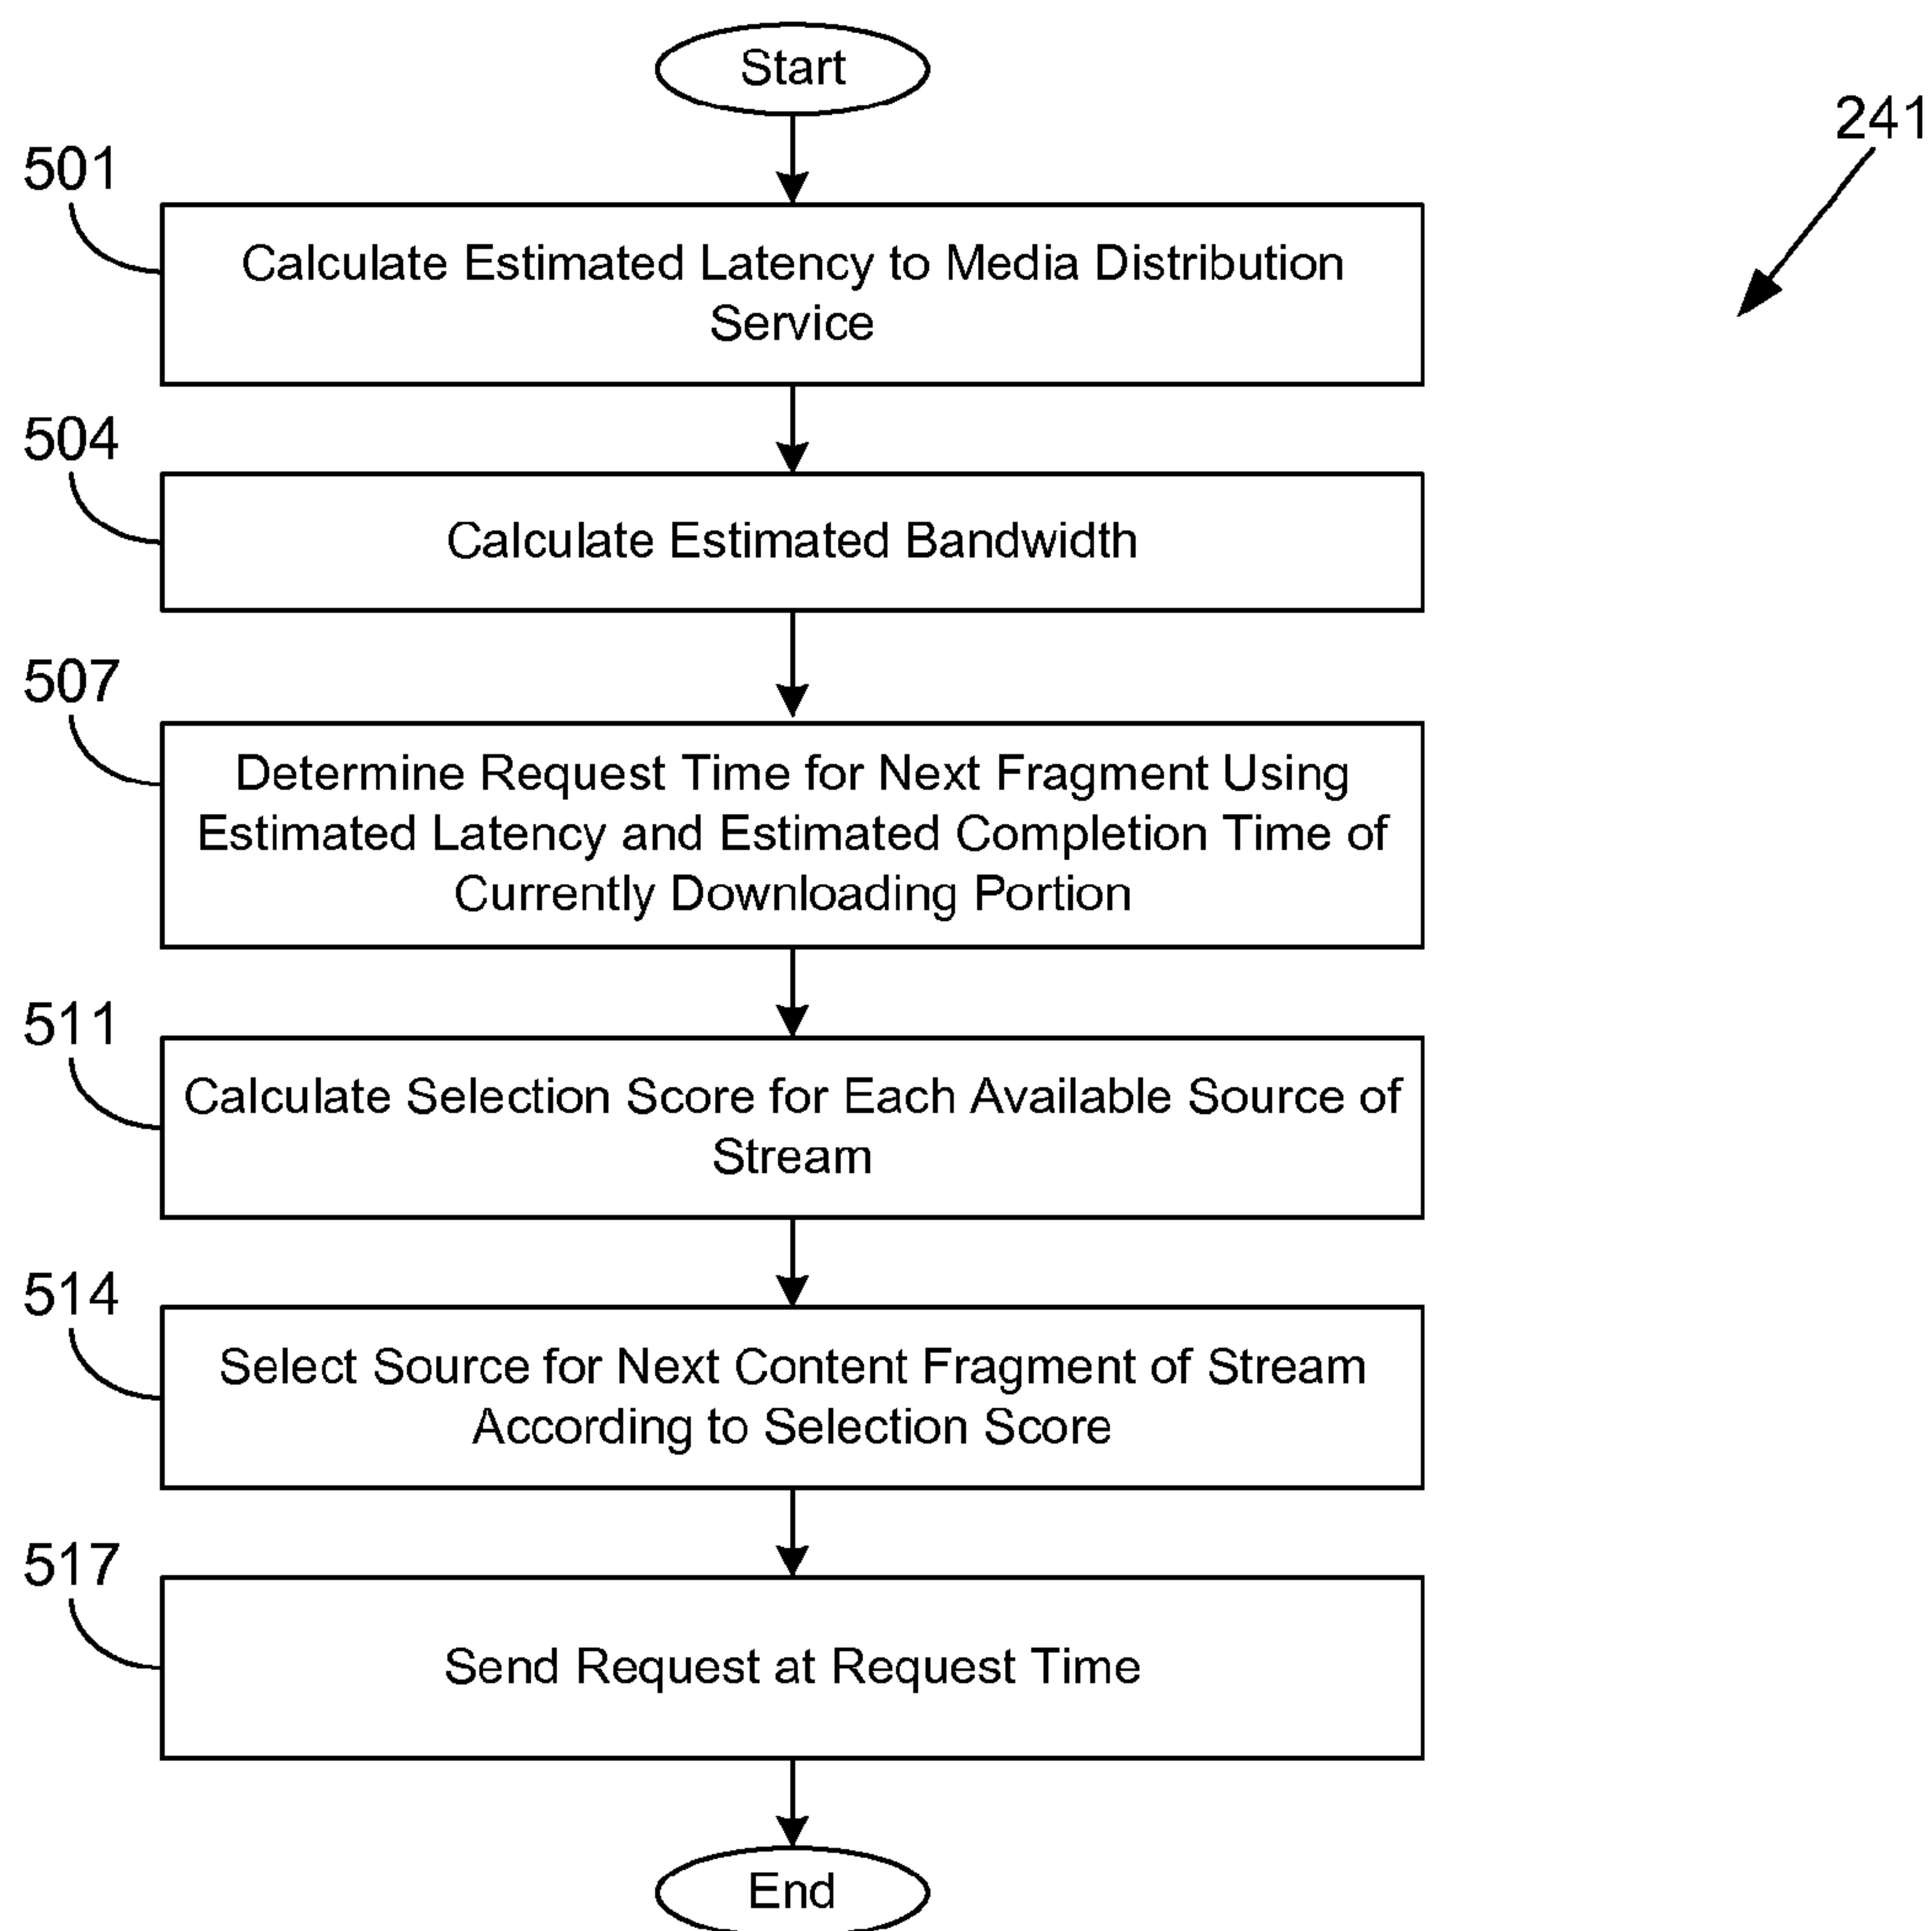 Start
241
501
Calculate Estimated Latency to Media Distribution
Service
504
Calculate Estimated Bandwidth
507
Determine Request Time for Next Fragment Using
Estimated Latency and Estimated Completion Time of
Currently Downloading Portion
511
Calculate Selection Score for Each Available Source of
Stream
514
Select Source for Next Content Fragment of Stream
According to Selection Score
517
Send Request at Request Time
End